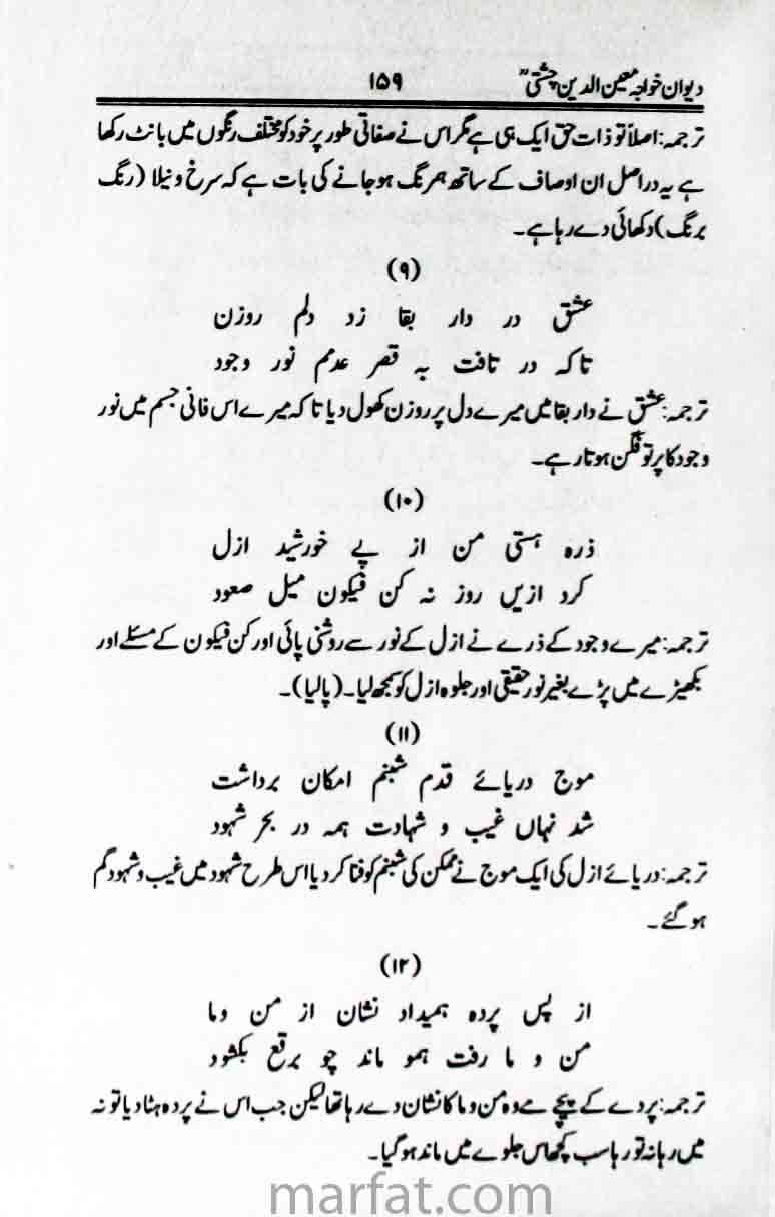 دیوان خواجہ معین الدین چشتیؒ ۱۵۹
ترجمہ: اصلاً تو ذات حق ایک ہی ہے مگر اس نے صفاتی طور پر خود کو مختلف رنگوں میں بانٹ رکھا
ہے یہ دراصل ان اوصاف کے ساتھ ہمرنگ ہو جانے کی بات ہے کہ سرخ و نیلا (رنگ
برنگ) دکھائی دے رہا ہے۔
(۹)
عشق در دار بقا زد دلم روزن
تاکہ در تافت بہ قصر عدمم نور وجود
ترجمہ: عشق نے دار بقا میں میرے دل پر روزن کھول دیا تا کہ میرے اس فانی جسم میں نور
وجود کا پرتو فگن ہوتا رہے۔
(۱۰)
ذرہ ہستی من از پے خورشید ازل
کرد ازیں روز نہ کن فیکون میل صعود
ترجمہ: میرے وجود کے ذرے نے ازل کے نور سے روشنی پائی اور کن فیکون کے مسئلے اور
بکھیڑے میں پڑے بغیر نور حقیقی اور جلوہ ازل کو سمجھ لیا۔ (پالیا)۔
(۱۱)
موج دریائے قدم شبنم امکان برداشت
شد نہاں غیب و شہادت ہمہ در بحر شہود
ترجمہ: دریائے ازل کی ایک موج نے ممکن کی شبنم کو فنا کر دیا اس طرح شہود میں غیب و شہود گم
ہو گئے۔
(۱۲)
از پس پردہ ہمیداد نشان از من وما
من و ما رفت ہمو ماند چو برقع بکشود
ترجمہ: پردے کے پیچھے وہ من و ما کا نشان دے رہا تھا لیکن جب اس نے پردہ ہٹا دیا تو نہ
میں رہا نہ تو رہا سب کچھ اس جلوے میں ماند ہو گیا۔
marfat.com